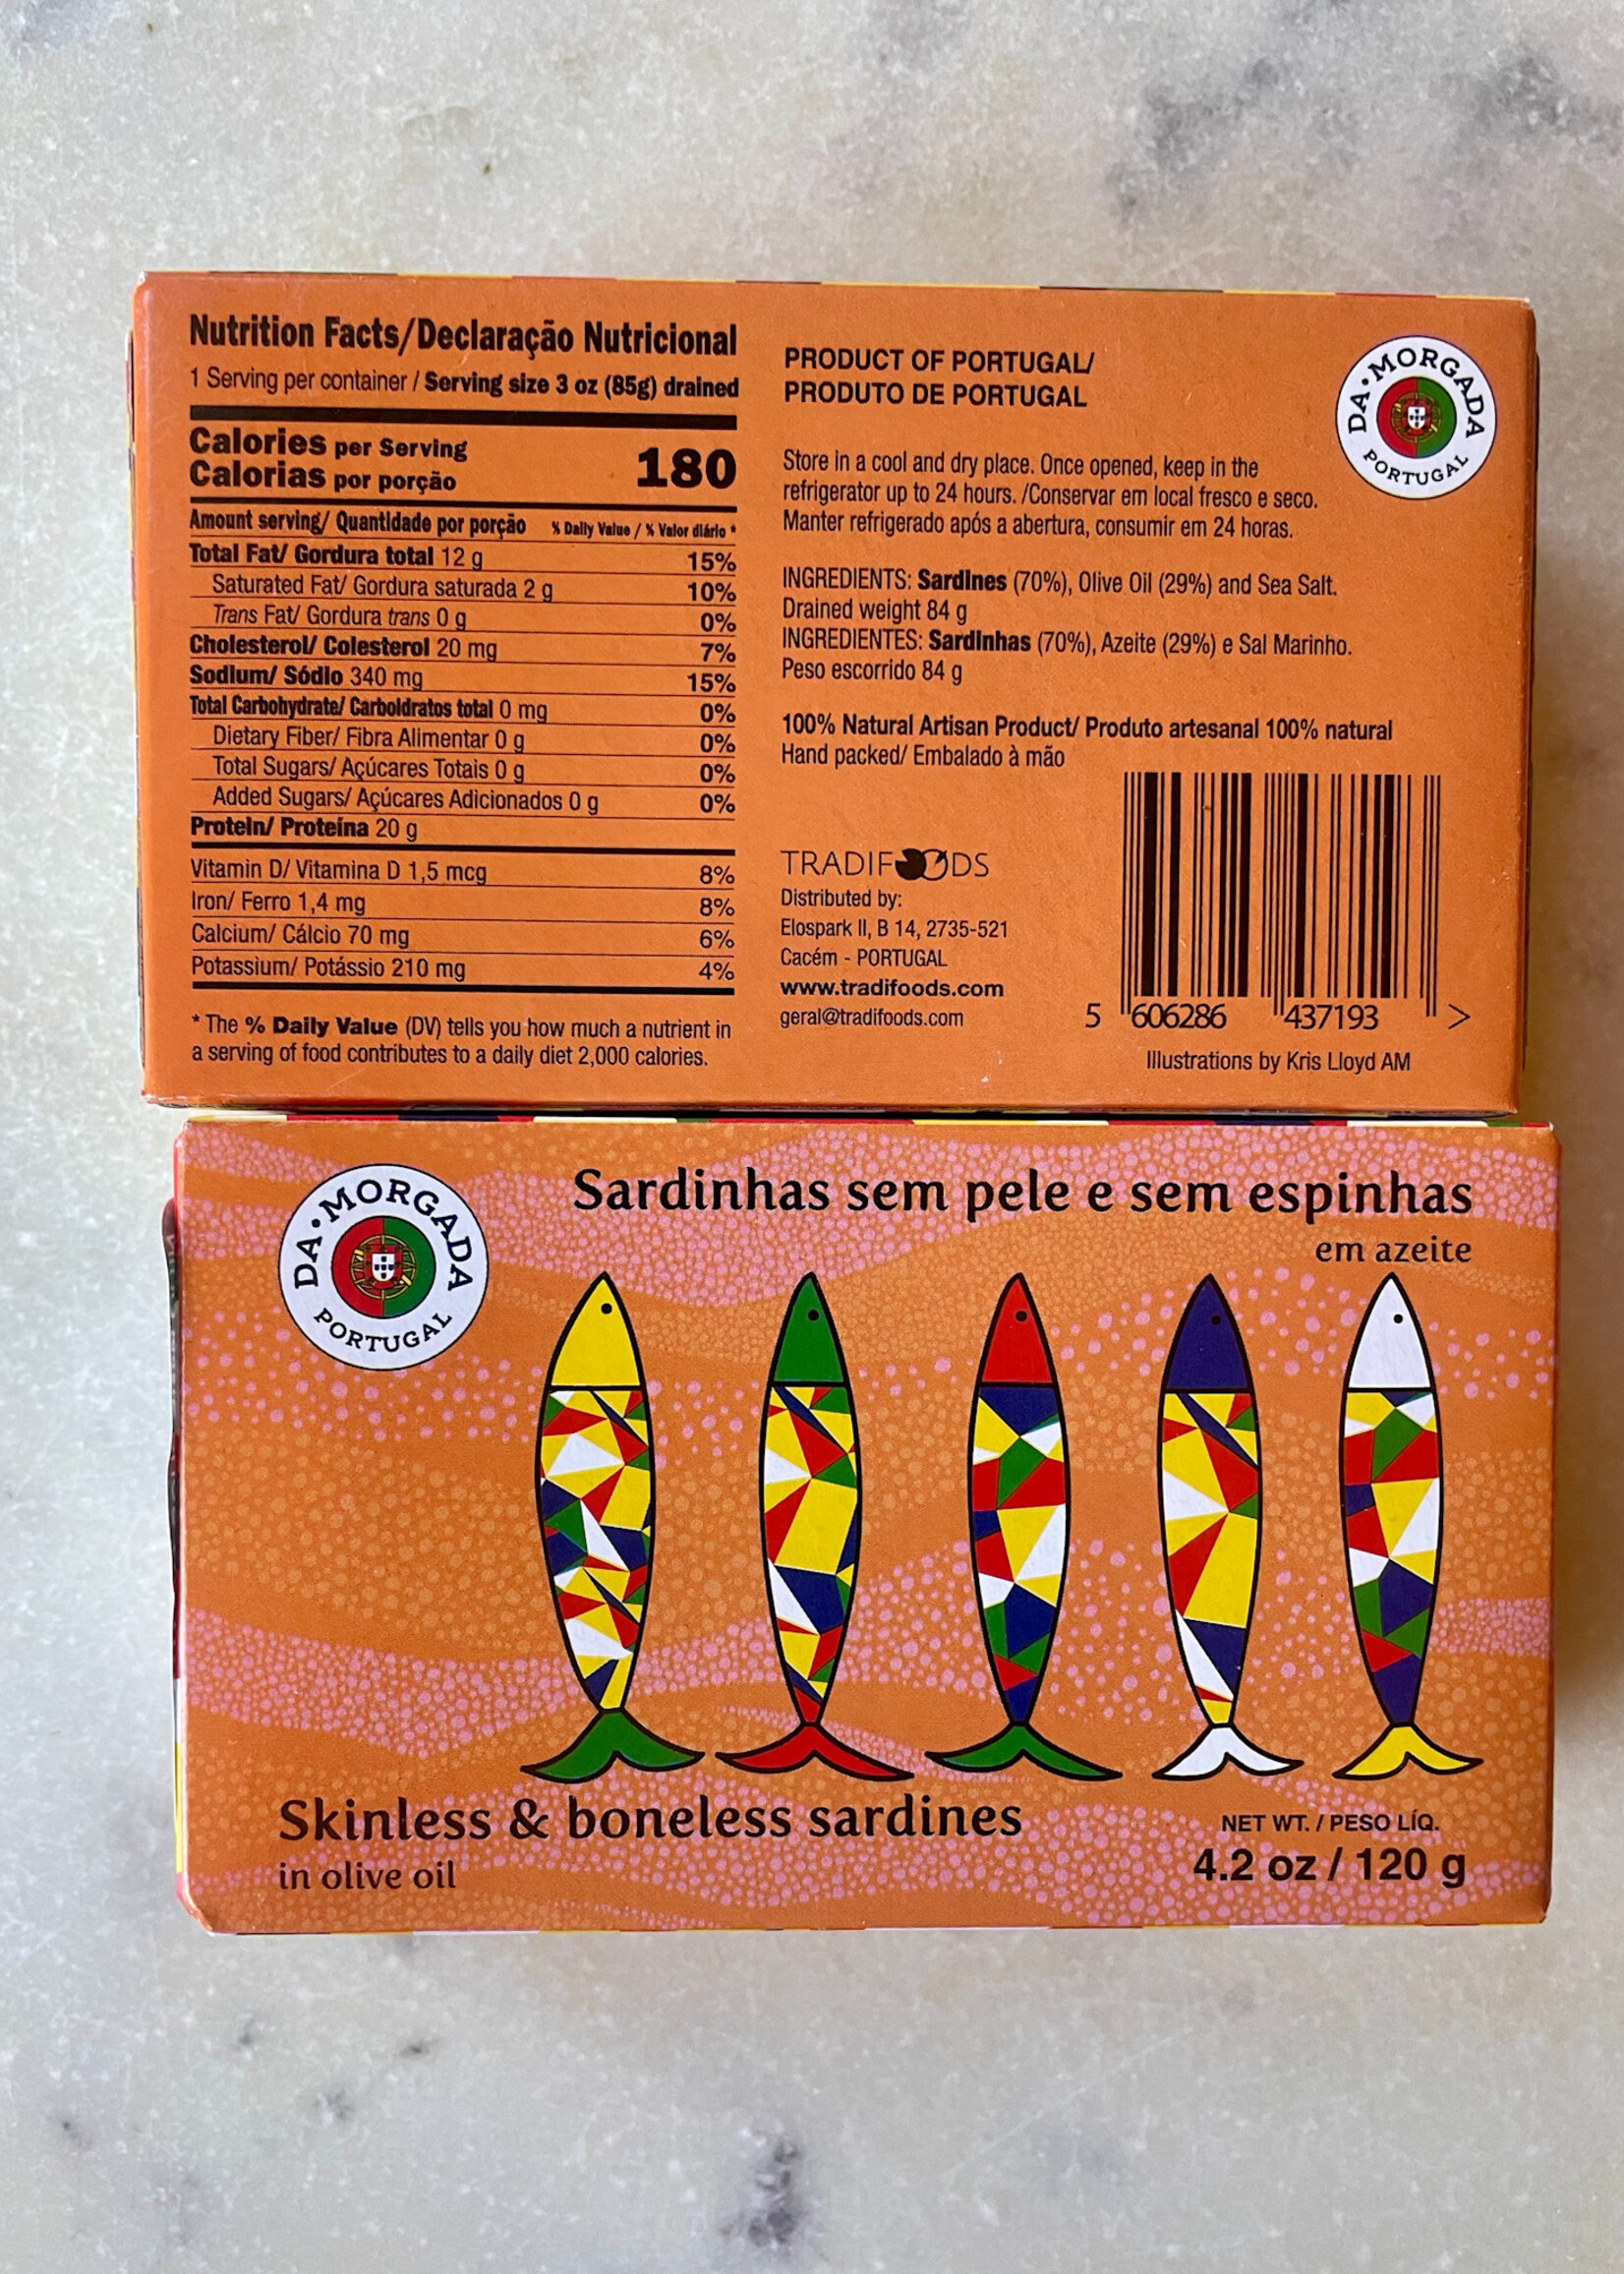 Nutrition Facts/Declaração Nutricional
1 Serving per container / Serving size 3 oz (85g) drained
Calories per Serving
Calorias por porção
180
Amount serving/ Quantidade por porção % Daily Value / % Valor diário *
Total Fat/ Gordura total 12 g 15%
Saturated Fat/ Gordura saturada 2 g 10%
Trans Fat/ Gordura trans 0 g 0%
Cholesterol/ Colesterol 20 mg 7%
Sodium/ Sódio 340 mg 15%
Total Carbohydrate/ Carboidratos total 0 mg 0%
Dietary Fiber/ Fibra Alimentar 0 g 0%
Total Sugars/ Açúcares Totais 0 g 0%
Added Sugars/ Açúcares Adicionados 0 g 0%
Protein/ Proteína 20 g
Vitamin D/ Vitamina D 1,5 mcg 8%
Iron/ Ferro 1,4 mg 8%
Calcium/ Cálcio 70 mg 6%
Potassium/ Potássio 210 mg 4%
* The % Daily Value (DV) tells you how much a nutrient in
a serving of food contributes to a daily diet 2,000 calories.
PRODUCT OF PORTUGAL/
PRODUTO DE PORTUGAL
DA • MORGADA
PORTUGAL
Store in a cool and dry place. Once opened, keep in the
refrigerator up to 24 hours. /Conservar em local fresco e seco.
Manter refrigerado após a abertura, consumir em 24 horas.
INGREDIENTS: Sardines (70%), Olive Oil (29%) and Sea Salt.
Drained weight 84 g
INGREDIENTES: Sardinhas (70%), Azeite (29%) e Sal Marinho.
Peso escorrido 84 g
100% Natural Artisan Product/ Produto artesanal 100% natural
Hand packed/ Embalado à mão
TRADIFOODS
Distributed by:
Elospark II, B 14, 2735-521
Cacém - PORTUGAL
www.tradifoods.com
geral@tradifoods.com
5 606286 437193 >
Illustrations by Kris Lloyd AM
DA • MORGADA
PORTUGAL
Sardinhas sem pele e sem espinhas
em azeite
Skinless & boneless sardines
in olive oil
NET WT. / PESO LÍQ.
4.2 oz / 120 g